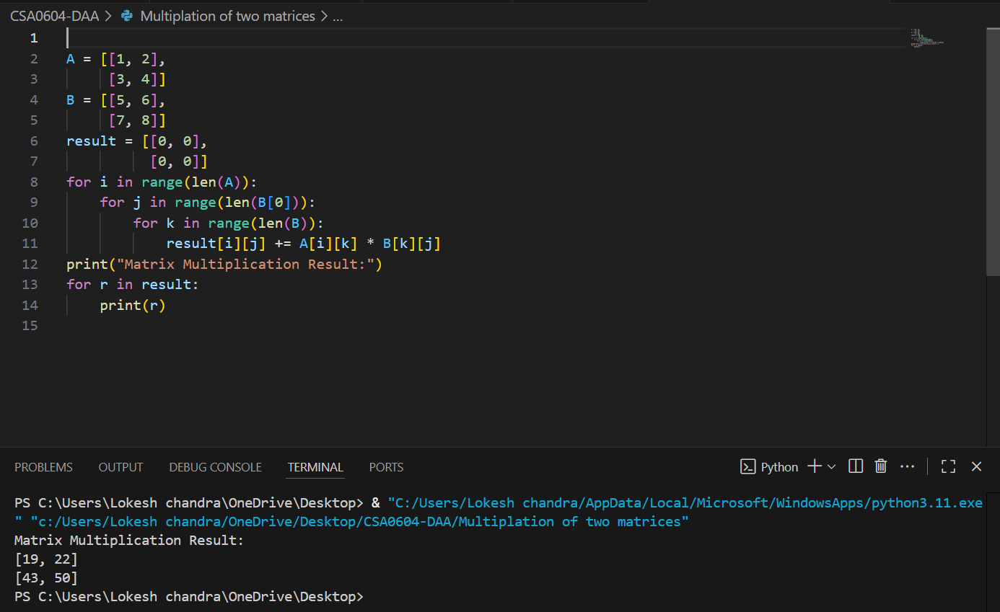 CSA0604-DAA > Multiplation of two matrices > ...
1
2 A = [[1, 2],
3      [3, 4]]
4 B = [[5, 6],
5      [7, 8]]
6 result = [[0, 0],
7           [0, 0]]
8 for i in range(len(A)):
9     for j in range(len(B[0])):
10         for k in range(len(B)):
11             result[i][j] += A[i][k] * B[k][j]
12 print("Matrix Multiplication Result:")
13 for r in result:
14     print(r)
15
PROBLEMS OUTPUT DEBUG CONSOLE TERMINAL PORTS Python
PS C:\Users\Lokesh chandra\OneDrive\Desktop> & "C:/Users/Lokesh chandra/AppData/Local/Microsoft/WindowsApps/python3.11.exe
" "c:/Users/Lokesh chandra/OneDrive/Desktop/CSA0604-DAA/Multiplation of two matrices"
Matrix Multiplication Result:
[19, 22]
[43, 50]
PS C:\Users\Lokesh chandra\OneDrive\Desktop>